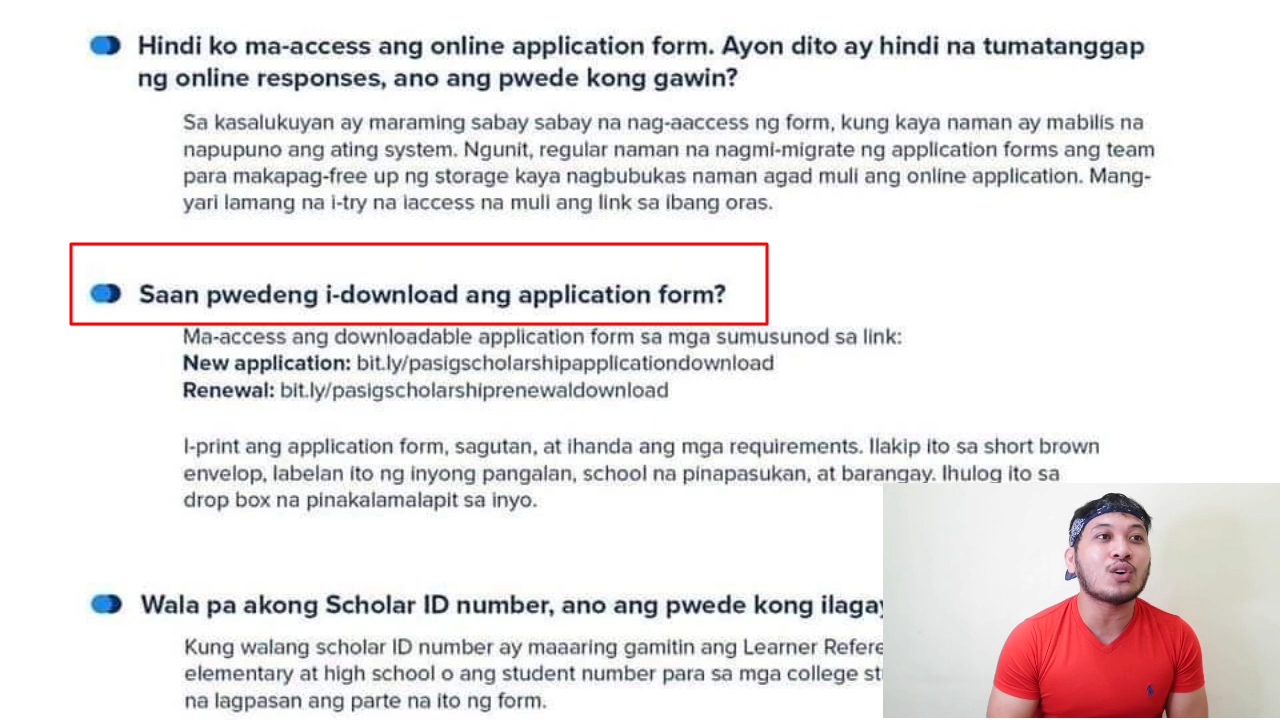 Hindi ko ma-access ang online application form. Ayon dito ay hindi na tumatanggap
ng online responses, ano ang pwede kong gawin?
Sa kasalukuyan ay maraming sabay sabay na nag-aaccess ng form, kung kaya naman ay mabilis na
napupuno ang ating system. Ngunit, regular naman na nagmi-migrate ng application forms ang team
para makapag-free up ng storage kaya nagbubukas naman agad muli ang online application. Mang-
yari lamang na i-try na iaccess na muli ang link sa ibang oras.
Saan pwedeng i-download ang application form?
Ma-access ang downloadable application form sa mga sumusunod sa link:
New application: bit.ly/pasigscholarshipapplicationdownload
Renewal: bit.ly/pasigscholarshiprenewaldownload
I-print ang application form, sagutan, at ihanda ang mga requirements. Ilakip ito sa short brown
envelop, labelan ito ng inyong pangalan, school na pinapasukan, at barangay. Ihulog ito sa
drop box na pinakalamalapit sa inyo.
Wala pa akong Scholar ID number, ano ang pwede kong ilagay
Kung walang scholar ID number ay maaaring gamitin ang Learner Refere
elementary at high school o ang student number para sa mga college st
na lagpasan ang parte na ito ng form.